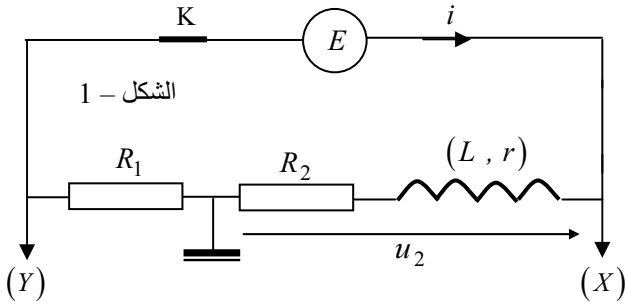 K
E
i
الشكل – 1
R₁
R₂
(L , r)
u₂
(Y)
(X)